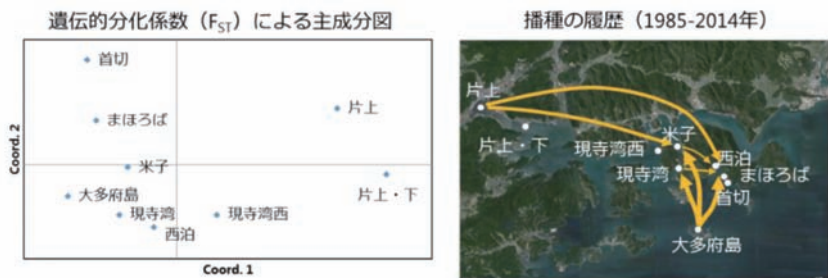 遺伝的分化係数（FST）による主成分図
首切
まほろば
片上
米子
大多府島
片上・下
現寺湾
現寺湾西
西泊
Coord. 2
Coord. 1
播種の履歴（1985-2014年）
片上
片上・下
米子
現寺湾西
西泊
現寺湾
まほろば
首切
大多府島